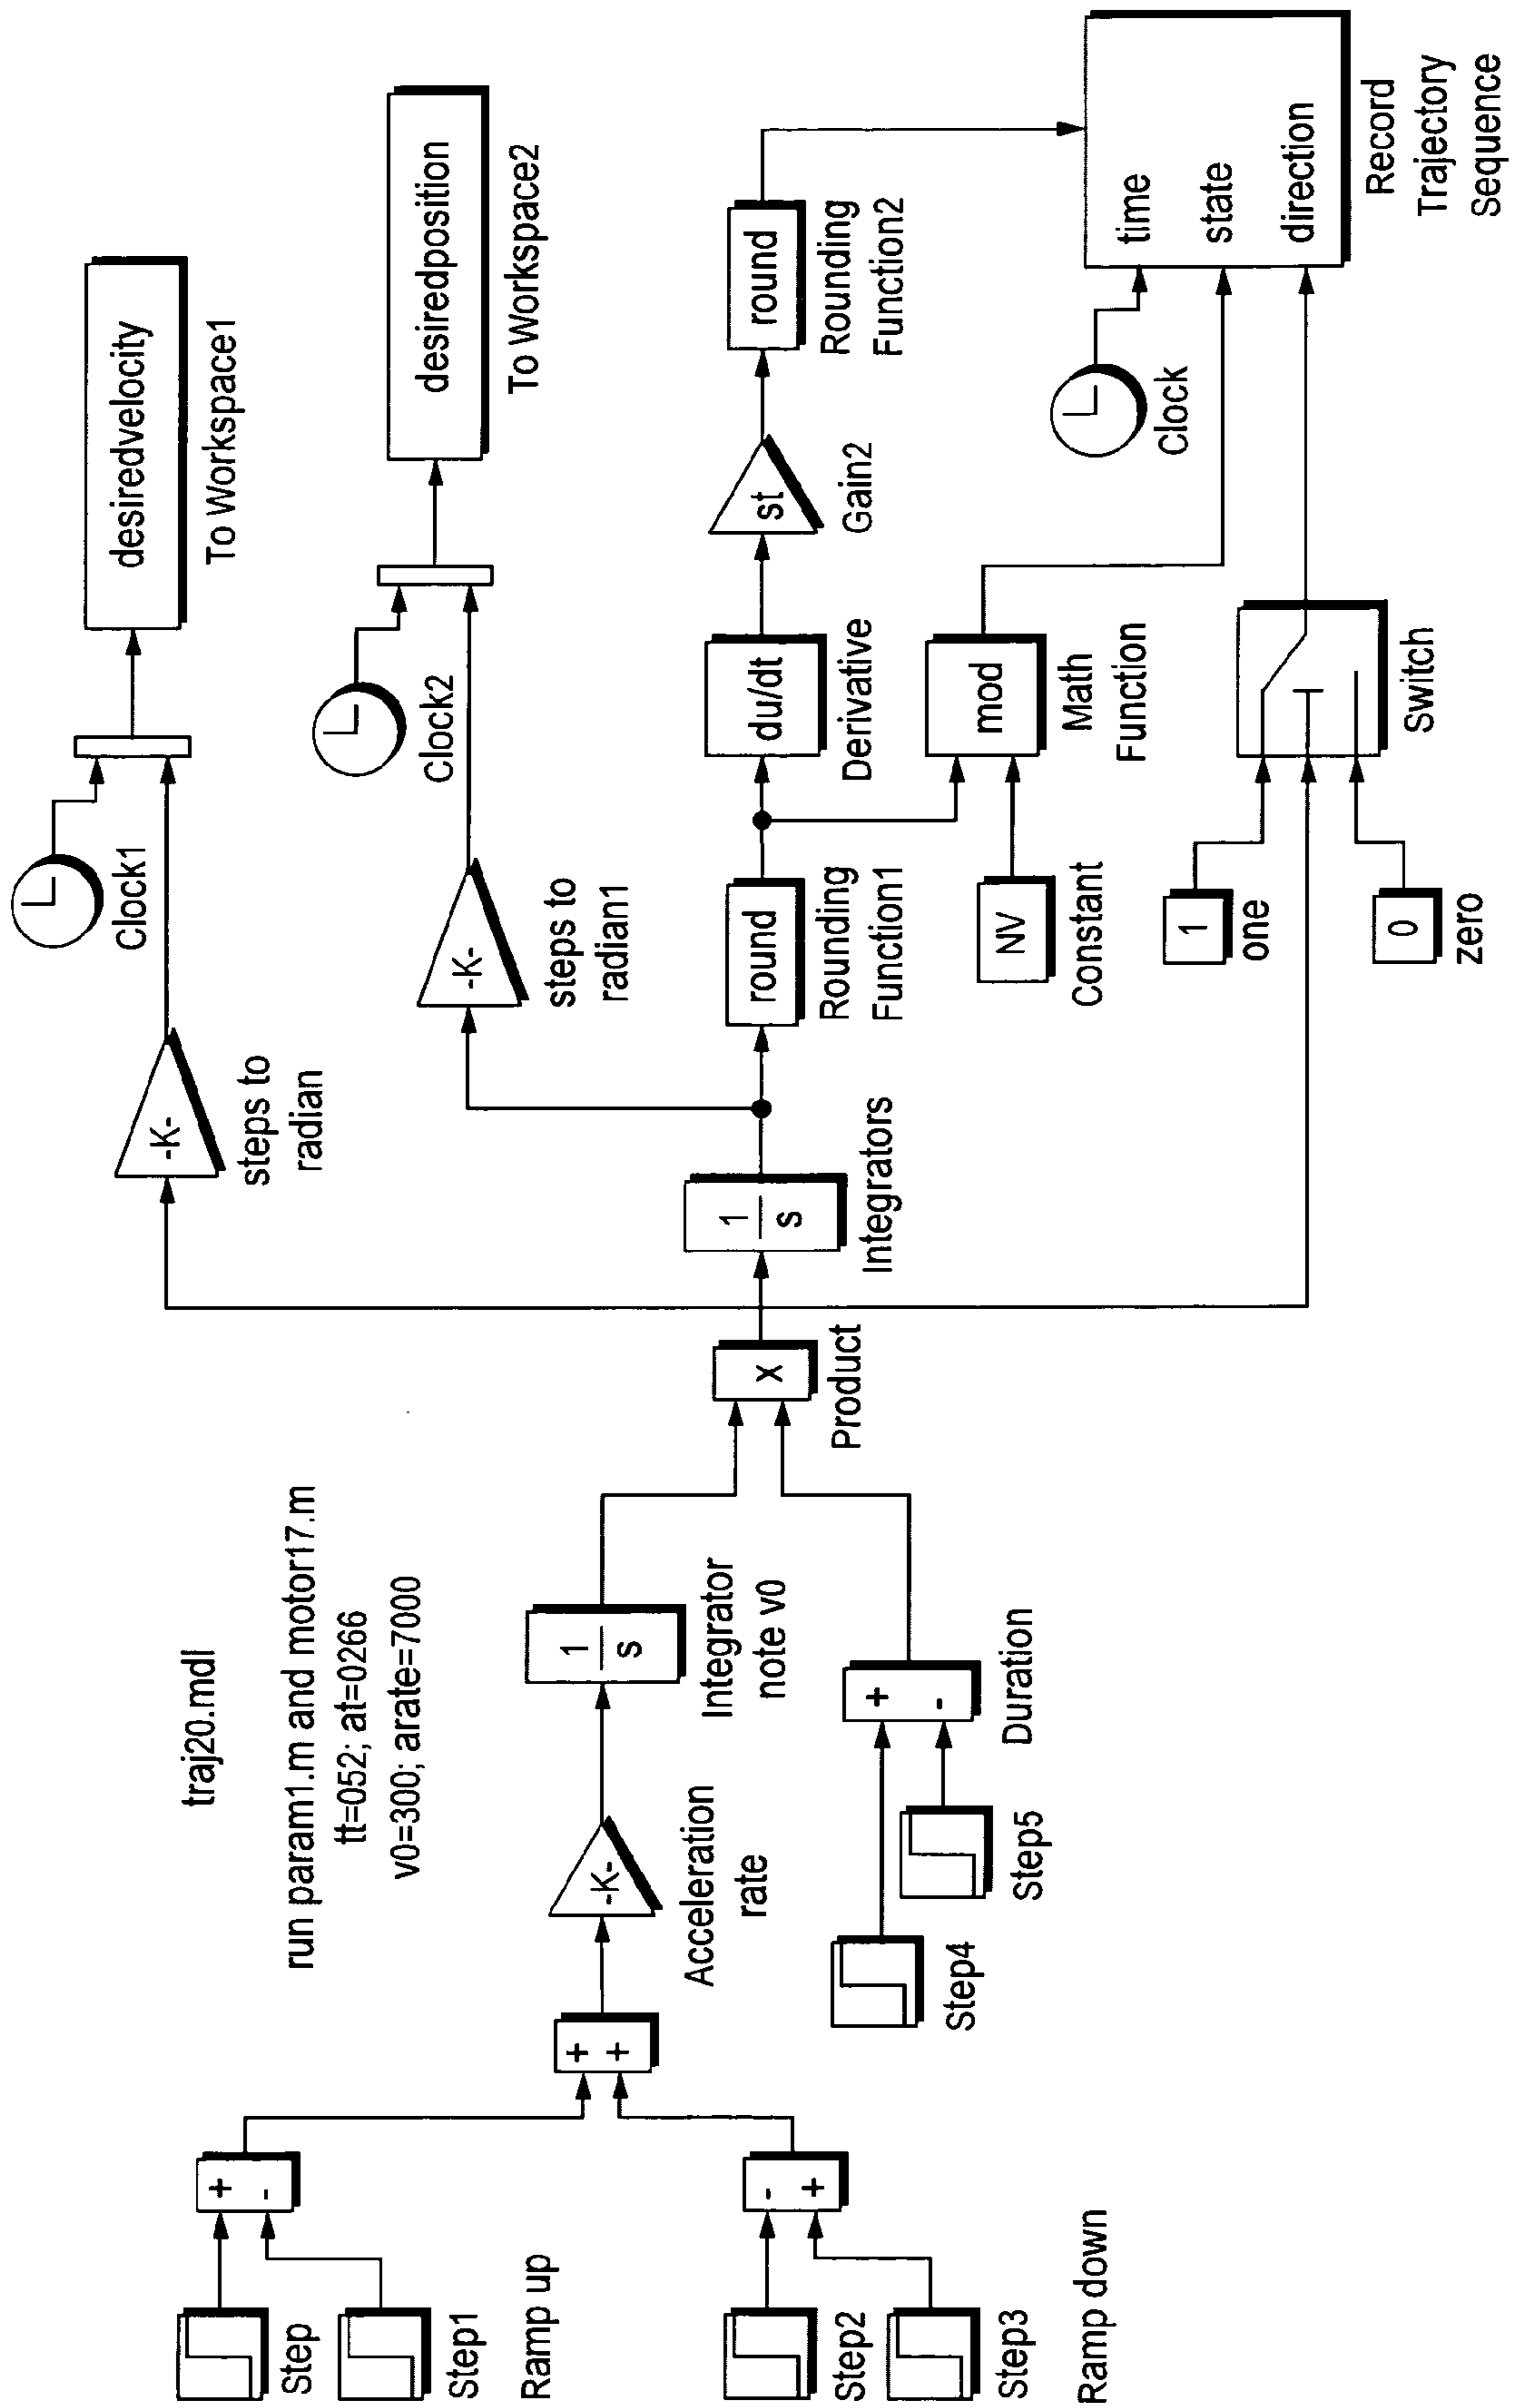 traj20.mdl
run param1.m and motor17.m
tt=052; at=0266
v0=300; arate=7000
+
-
Step
Step1
Ramp up
-
+
Step2
Step3
Ramp down
+
+
-K-
Acceleration
rate
1
s
Integrator
note v0
Step4
Step5
+
-
Duration
x
Product
-K-
steps to
radian
Clock1
desiredvelocity
To Workspace1
1
s
Integrators
-K-
steps to
radian1
Clock2
desiredposition
To Workspace2
round
Rounding
Function1
du/dt
Derivative
st
Gain2
round
Rounding
Function2
NV
Constant
mod
Math
Function
1
one
0
zero
Switch
Clock
time
state
direction
Record
Trajectory
Sequence